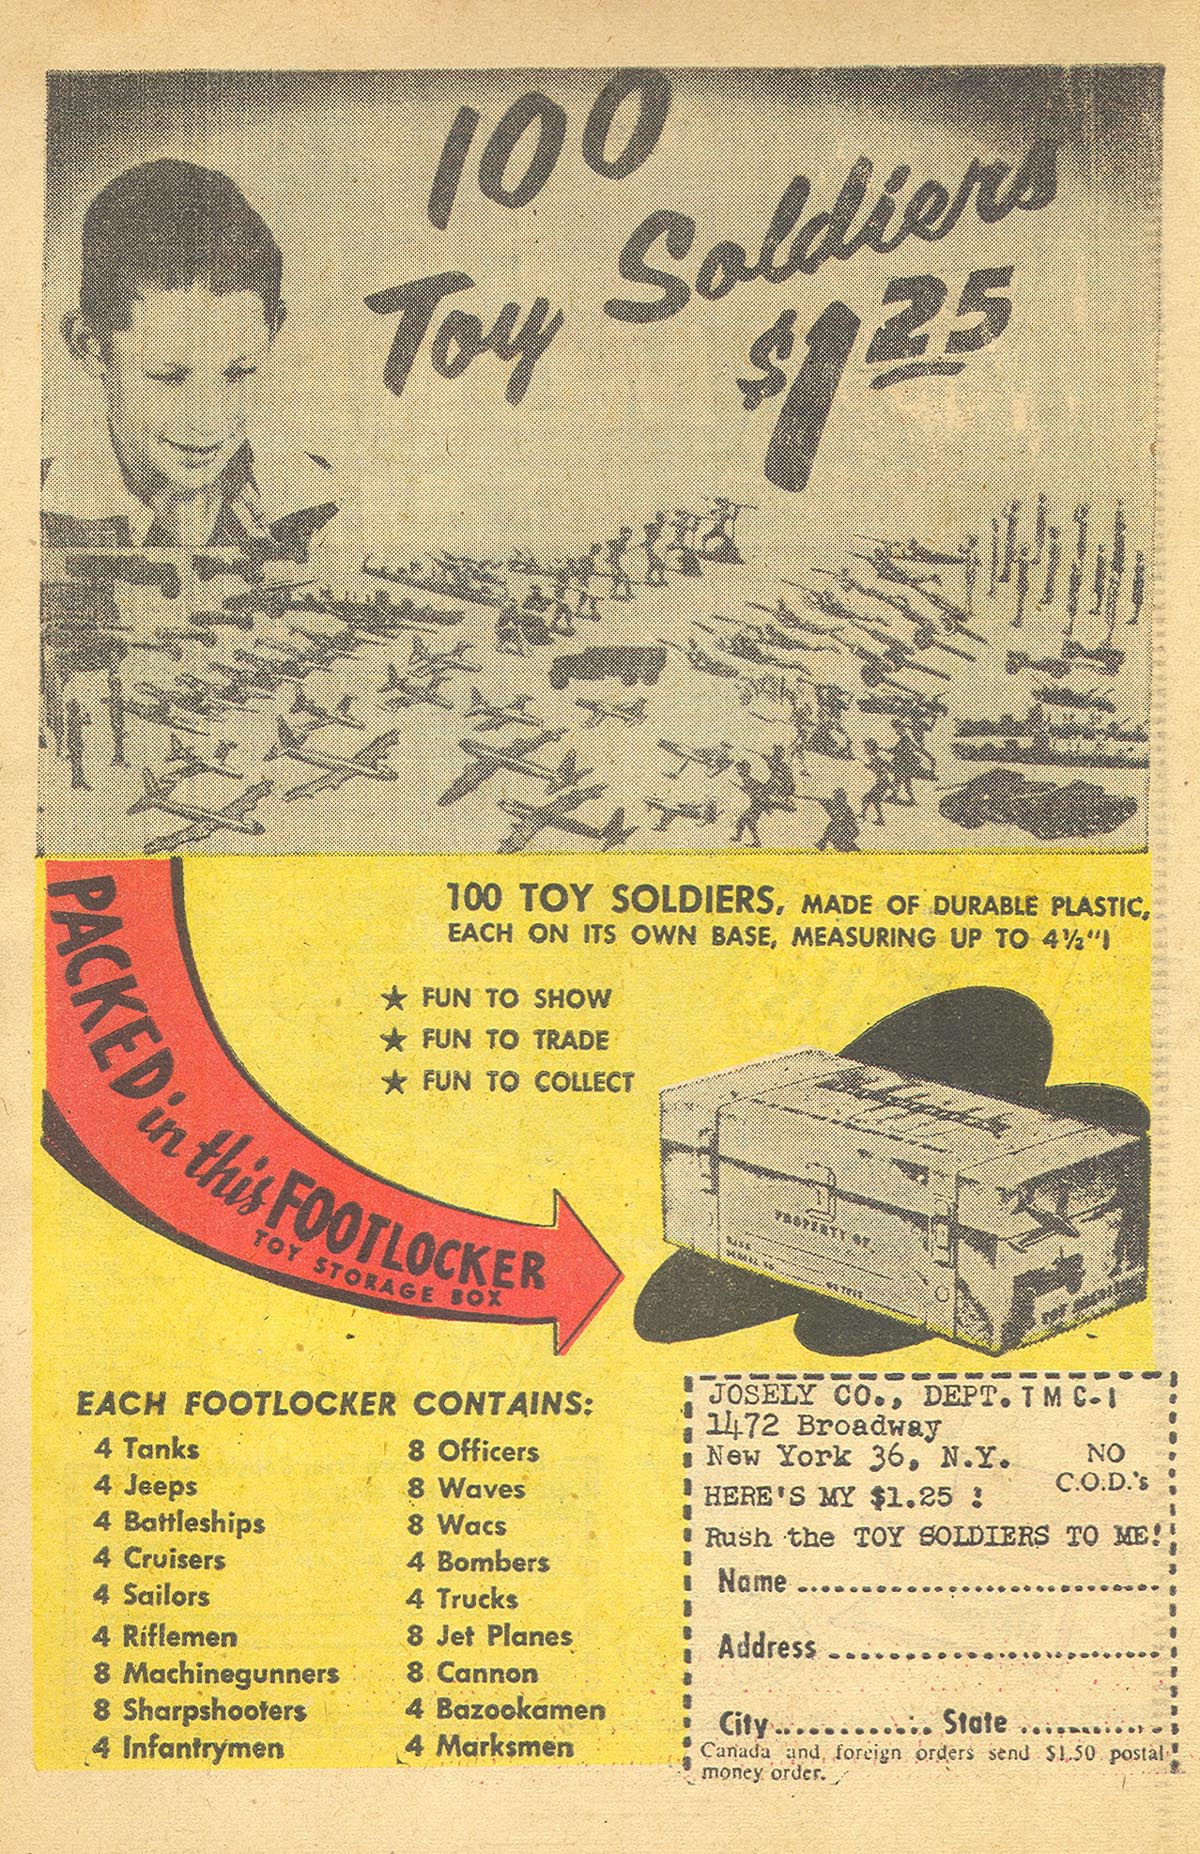 100
Toy Soldiers
$1.25
PACKED in this FOOTLOCKER
TOY STORAGE BOX
100 TOY SOLDIERS, MADE OF DURABLE PLASTIC,
EACH ON ITS OWN BASE, MEASURING UP TO 4½"!
★ FUN TO SHOW
★ FUN TO TRADE
★ FUN TO COLLECT
PROPERTY OF
EACH FOOTLOCKER CONTAINS:
4 Tanks
4 Jeeps
4 Battleships
4 Cruisers
4 Sailors
4 Riflemen
8 Machinegunners
8 Sharpshooters
4 Infantrymen
8 Officers
8 Waves
8 Wacs
4 Bombers
4 Trucks
8 Jet Planes
8 Cannon
4 Bazookamen
4 Marksmen
JOSELY CO., DEPT. TMC-1
1472 Broadway
New York 36, N.Y.
NO
C.O.D.'s
HERE'S MY $1.25 !
Rush the TOY SOLDIERS TO ME!
Name
Address
City State
Canada and foreign orders send $1.50 postal
money order.